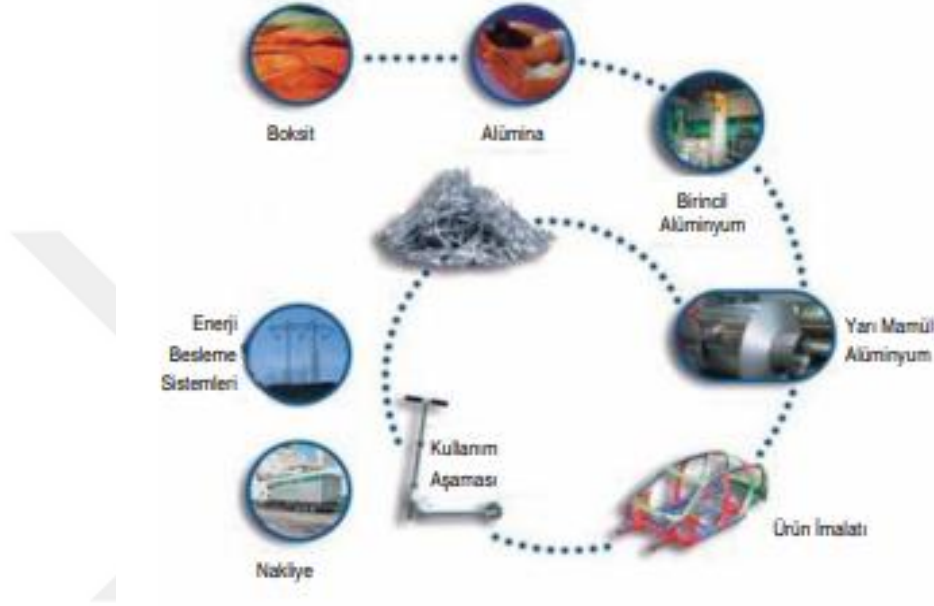 Boksit
Alümina
Birincil
Alüminyum
Enerji
Besleme
Sistemleri
Yarı Mamül
Alüminyum
Kullanım
Aşaması
Ürün İmalatı
Nakliye